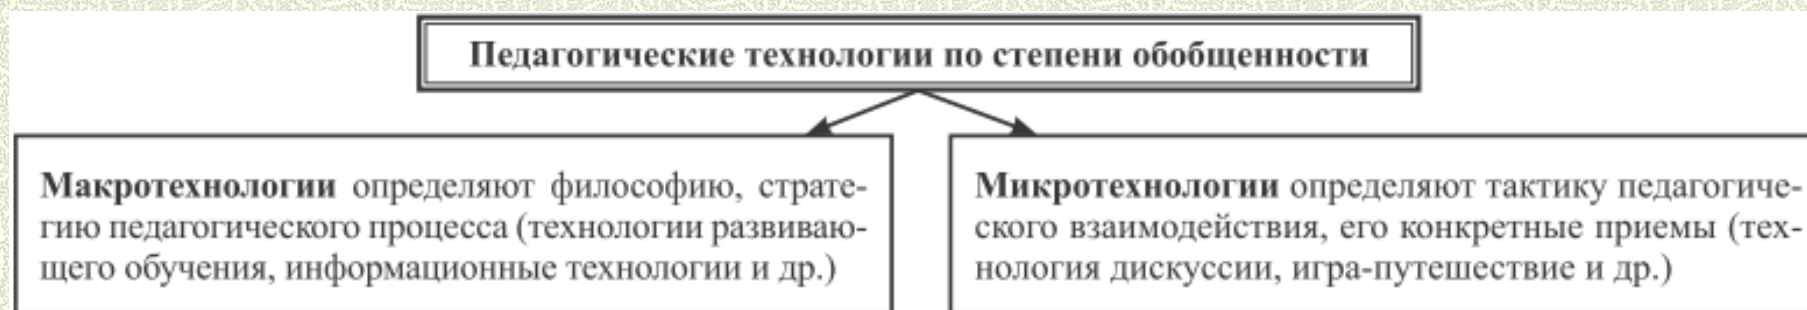 Педагогические технологии по степени обобщенности
Макротехнологии определяют философию, страте-
гию педагогического процесса (технологии развиваю-
щего обучения, информационные технологии и др.)
Микротехнологии определяют тактику педагогиче-
ского взаимодействия, его конкретные приемы (тех-
нология дискуссии, игра-путешествие и др.)